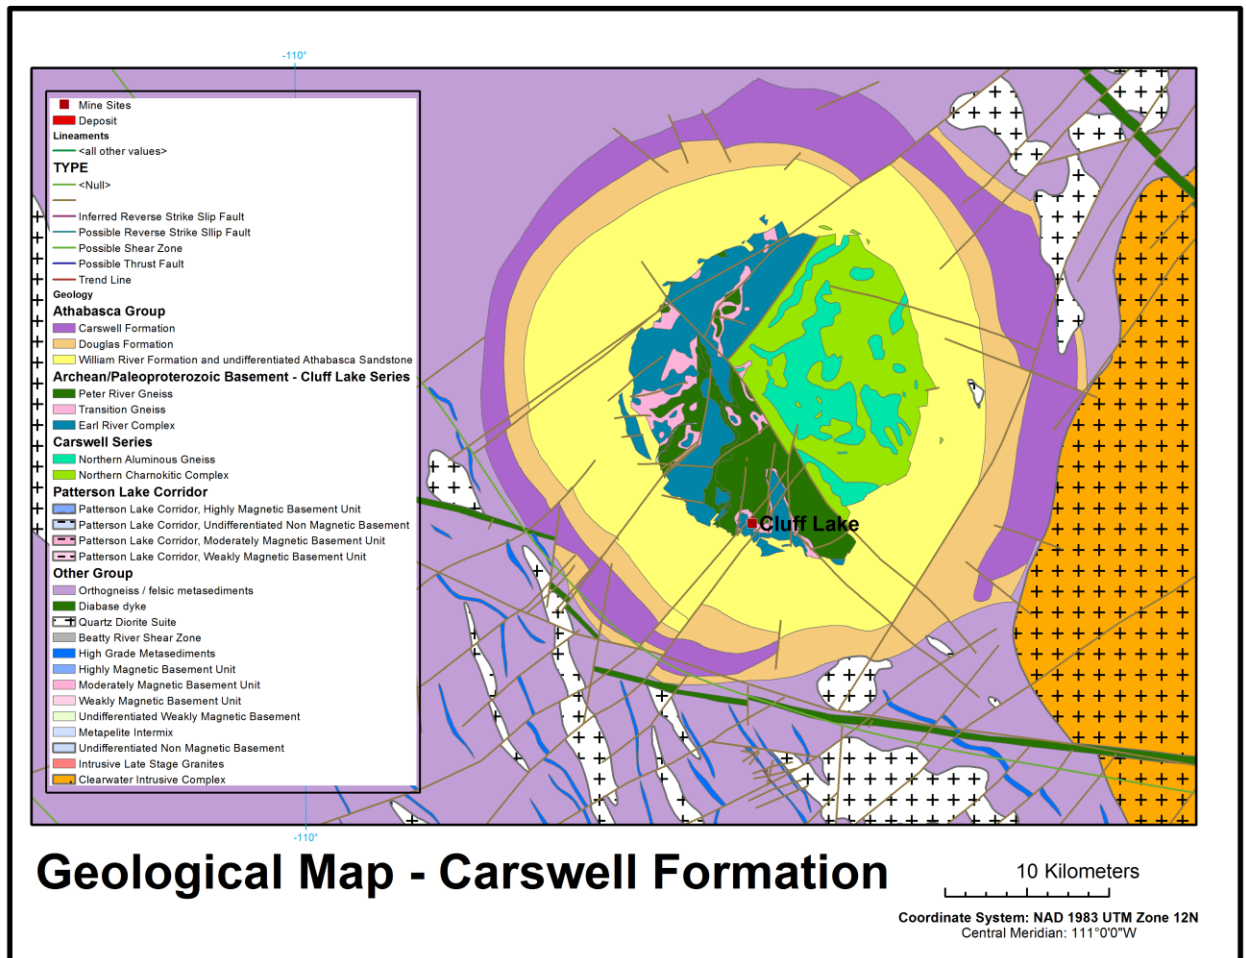 -110°
Mine Sites
Deposit
Lineaments
<all other values>
TYPE
<Null>
Inferred Reverse Strike Slip Fault
Possible Reverse Strike Sllip Fault
Possible Shear Zone
Possible Thrust Fault
Trend Line
Geology
Athabasca Group
Carswell Formation
Douglas Formation
William River Formation and undifferentiated Athabasca Sandstone
Archean/Paleoproterozoic Basement - Cluff Lake Series
Peter River Gneiss
Transition Gneiss
Earl River Complex
Carswell Series
Northern Aluminous Gneiss
Northern Charnokitic Complex
Patterson Lake Corridor
Patterson Lake Corridor, Highly Magnetic Basement Unit
Patterson Lake Corridor, Undifferentiated Non Magnetic Basement
Patterson Lake Corridor, Moderately Magnetic Basement Unit
Patterson Lake Corridor, Weakly Magnetic Basement Unit
Other Group
Orthogneiss / felsic metasediments
Diabase dyke
Quartz Diorite Suite
Beatty River Shear Zone
High Grade Metasediments
Highly Magnetic Basement Unit
Moderately Magnetic Basement Unit
Weakly Magnetic Basement Unit
Undifferentiated Weakly Magnetic Basement
Metapelite Intermix
Undifferentiated Non Magnetic Basement
Intrusive Late Stage Granites
Clearwater Intrusive Complex
Cluff Lake
-110°
Geological Map - Carswell Formation
10 Kilometers
Coordinate System: NAD 1983 UTM Zone 12N
Central Meridian: 111°0'0"W